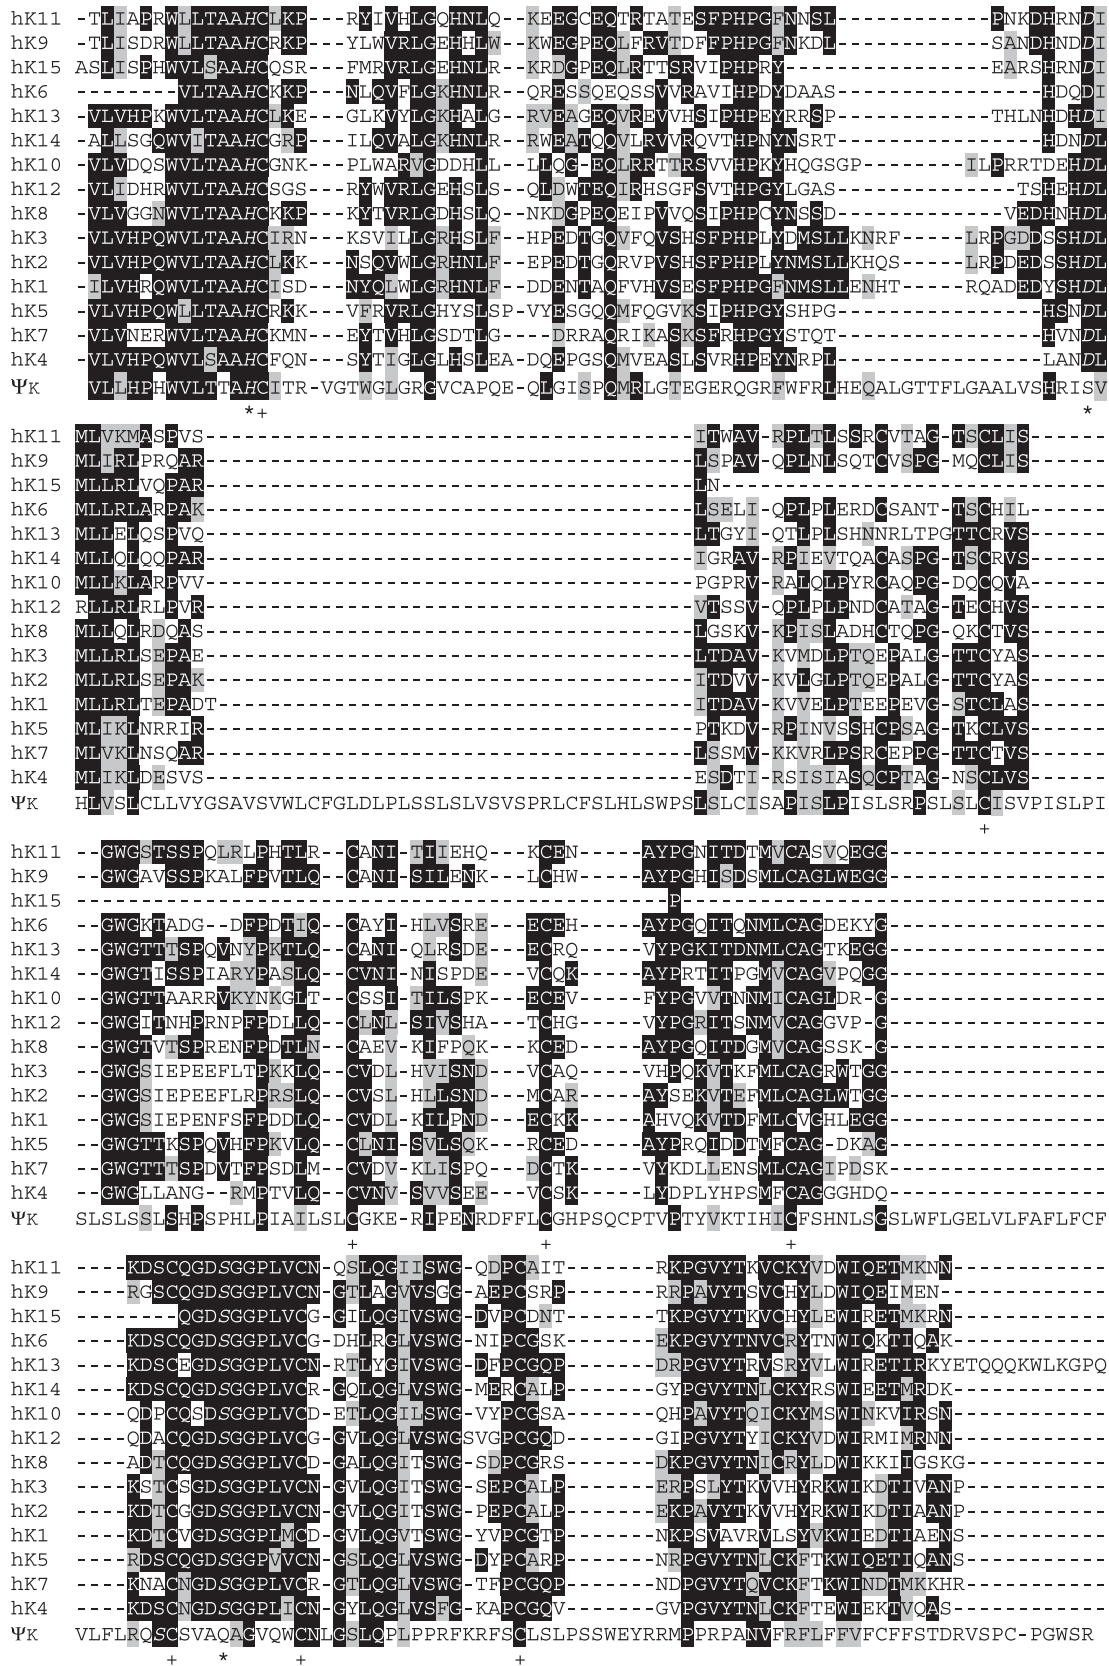 hK11 -TLIAPRWLLTAAHCLKP---RYIVHLGQHNLQ--KEEGCEQTRTATESFPHPGFNNSL------------PNKDHRNDI
hK9 -TLISDRWLLTAAHCRKP---YLWVRLGEHHLW--KWEGPEQLFRVTDFFPHPGFNKDL------------SANDHNDDI
hK15 ASLISPHWVLSAAHCQSR---FMRVRLGEHNLR--KRDGPEQLRTTSRVIPHPRY----------------EARSHRNDI
hK6 --------VLTAAHCKKP---NLQVFLGKHNLR--QRESSQEQSSVVRAVIHPDYDAAS----------------HDQDI
hK13 -VLVHPKWVLTAAHCLKE---GLKVYLGKHALG--RVEAGEQVREVVHSIPHPEYRRSP-----------THLNHDHDI
hK14 -ALLSGQWVITAAHCGRP---ILQVALGKHNLR--RWEATQQVLRVVRQVTHPNYNSRT----------------HDNDL
hK10 -VLVDQSWVLTAAHCGNK---PLWARVGDDHLL--LLQG-EQLRRTTRSVVHPKYHQGSGP--------ILPRRTDEHDL
hK12 -VLIDHRWVLTAAHCSGS---RYWVRLGEHSLS--QLDWTEQIRHSGFSVTHPGYLGAS--------------TSHEHDL
hK8 -VLVGGNWVLTAAHCKKP---KYTVRLGDHSLQ--NKDGPEQEIPVVQSIPHPCYNSSD-------------VEDHNHDL
hK3 -VLVHPQWVLTAAHCIRN---KSVILLGRHSLF--HPEDTGQVFQVSHSFPHPLYDMSLLKNRF----LRPGDDSSHDL
hK2 -VLVHPQWVLTAAHCLKK---NSQVWLGRHNLF--EPEDTGQRVPVSHSFPHPLYNMSLLKHQS----LRPDEDSSHDL
hK1 -ILVHRQWVLTAAHCISD---NYQLWLGRHNLF--DDENTAQFVHVSESFPHPGFNMSLLENHT----RQADEDYSHDL
hK5 -VLVHPQWLLTAAHCRKK---VFRVRLGHYSLSP-VYESGQQMFQGVKSIPHPGYSHPG----------------HSNDL
hK7 -VLVNERWVLTAAHCKMN---EYTVHLGSDTLG--DRRAQRIKASKSFRHPGYSTQT----------------HVNDL
hK4 -VLVHPQWVLSAAHCFQN---SYTIGLGLHSLEA-DQEPGSQMVEASLSVRHPEYNRPL----------------LANDL
ΨK VLLHPHWVLTTAHCITR-VGTWGLGRGVCAPQE-QLGISPQMRLGTEGERQGRFWFRLHEQALGTTFLGAALVSHRISV
*+ *
hK11 MLVKMASPVS--------------------------------------ITWAV-RPLTLSSRCVTAG-TSCLIS------
hK9 MLIRLPRQAR--------------------------------------LSPAV-QPLNLSQTCVSPG-MQCLIS------
hK15 MLLRLVQPAR--------------------------------------LN------------------------------
hK6 MLLRLARPAK--------------------------------------LSELI-QPLPLERDCSANT-TSCHIL------
hK13 MLLELQSPVQ--------------------------------------LTGYI-QTLPLSHNNRLTPGTTCRVS------
hK14 MLLQLQQPAR--------------------------------------IGRAV-RPIEVTQACASPG-TSCRVS------
hK10 MLLKLARPVV--------------------------------------PGPRV-RALQLPYRCAQPG-DQCQVA------
hK12 RLLRLRLPVR--------------------------------------VTSSV-QPLPLPNDCATAG-TECHVS------
hK8 MLLQLRDQAS--------------------------------------LGSKV-KPISLADHCTQPG-QKCTVS------
hK3 MLLRLSEPAE--------------------------------------LTDAV-KVMDLPTQEPALG-TTCYAS------
hK2 MLLRLSEPAK--------------------------------------ITDVV-KVLGLPTQEPALG-TTCYAS------
hK1 MLLRLTEPADT-------------------------------------ITDAV-KVVELPTEEPEVG-STCLAS------
hK5 MLIKLNRRIR--------------------------------------PTKDV-RPINVSSHCPSAG-TKCLVS------
hK7 MLVKLNSQAR--------------------------------------LSSMV-KKVRLPSRCEPPG-TTCTVS------
hK4 MLIKLDESVS--------------------------------------ESDTI-RSISIASQCPTAG-NSCLVS------
ΨK HLVSLCLLVYGSAVSVWLCFGLDLPLSSLSLVSVSPRLCFSLHLSWPSLSLCISAPISLPISLSRPSLSLCISVPISLPI
+
hK11 --GWGSTSSPQLRLPHTLR--CANI-TIIEHQ---KCEN-----AYPGNITDTMVCASVQEGG-----------------
hK9 --GWGAVSSPKALFPVTLQ--CANI-SILENK---LCHW-----AYPGHISDSMLCAGLWEGG-----------------
hK15 ----------------------------------------------P---------------------------------
hK6 --GWGKTADG--DFPDTIQ--CAYI-HLVSRE---ECEH-----AYPGQITQNMLCAGDEKYG-----------------
hK13 --GWGTTTSPQVNYPKTLQ--CANI-QLRSDE---ECRQ-----VYPGKITDNMLCAGTKEGG-----------------
hK14 --GWGTISSPIARYPASLQ--CVNI-NISPDE---VCQK-----AYPRTITPGMVCAGVPQGG-----------------
hK10 --GWGTTAARRVKYNKGLT--CSSI-TILSPK---ECEV-----FYPGVVTNNMICAGLDR-G-----------------
hK12 --GWGITNHPRNPFPDLLQ--CLNL-SIVSHA---TCHG-----VYPGRITSNMVCAGGVP-G-----------------
hK8 --GWGTVTSPRENFPDTLN--CAEV-KIFPQK---KCED-----AYPGQITDGMVCAGSSK-G-----------------
hK3 --GWGSIEPEEFLTPKKLQ--CVDL-HVISND---VCAQ-----VHPQKVTKFMLCAGRWTGG-----------------
hK2 --GWGSIEPEEFLRPRSLQ--CVSL-HLLSND---MCAR-----AYSEKVTEFMLCAGLWTGG-----------------
hK1 --GWGSIEPENFSFPDDLQ--CVDL-KILPND---ECKK-----AHVQKVTDFMLCVGHLEGG-----------------
hK5 --GWGTTKSPQVHFPKVLQ--CLNI-SVLSQK---RCED-----AYPRQIDDTMFCAG-DKAG-----------------
hK7 --GWGTTTSPDVTFPSDLM--CVDV-KLISPQ---DCTK-----VYKDLLENSMLCAGIPDSK-----------------
hK4 --GWGLLANG--RMPTVLQ--CVNV-SVVSEE---VCSK-----LYDPLYHPSMFCAGGGHDQ-----------------
ΨK SLSLSSLSHPSPHLPIAILSLCGKE-RIPENRDFFLCGHPSQCPTVPTYVKTIHICFSHNLSGSLWFLGELVLFAFLFCF
+ + +
hK11 ----KDSCQGDSGGPLVCN-QSLQGIISWG-QDPCAIT-------RKPGVYTKVCKYVDWIQETMKNN------------
hK9 ----RGSCQGDSGGPLVCN-GTLAGVVSGG-AEPCSRP-------RRPAVYTSVCHYLDWIQEIMEN-------------
hK15 --------QGDSGGPLVCG-GILQGIVSWG-DVPCDNT-------TKPGVYTKVCHYLEWIRETMKRN------------
hK6 ----KDSCQGDSGGPLVCG-DHLRGLVSWG-NIPCGSK-------EKPGVYTNVCRYTNWIQKTIQAK------------
hK13 ----KDSCEGDSGGPLVCN-RTLYGIVSWG-DFPCGQP-------DRPGVYTRVSRYVLWIRETIRKYETQQQKWLKGPQ
hK14 ----KDSCQGDSGGPLVCR-GQLQGLVSWG-MERCALP-------GYPGVYTNLCKYRSWIEETMRDK------------
hK10 ----QDPCQSDSGGPLVCD-ETLQGILSWG-VYPCGSA-------QHPAVYTQICKYMSWINKVIRSN------------
hK12 ----QDACQGDSGGPLVCG-GVLQGLVSWGSVGPCGQD-------GIPGVYTYICKYVDWIRMIMRNN------------
hK8 ----ADTCQGDSGGPLVCD-GALQGITSWG-SDPCGRS-------DKPGVYTNICRYLDWIKKIIGSKG-----------
hK3 ----KSTCSGDSGGPLVCN-GVLQGITSWG-SEPCALP-------ERPSLYTKVVHYRKWIKDTIVANP-----------
hK2 ----KDTCGGDSGGPLVCN-GVLQGITSWG-PEPCALP-------EKPAVYTKVVHYRKWIKDTIAANP-----------
hK1 ----KDTCVGDSGGPLMCD-GVLQGVTSWG-YVPCGTP-------NKPSVAVRVLSYVKWIEDTIAENS-----------
hK5 ----RDSCQGDSGGPVVCN-GSLQGLVSWG-DYPCARP-------NRPGVYTNLCKFTKWIQETIQANS-----------
hK7 ----KNACNGDSGGPLVCR-GTLQGLVSWG-TFPCGQP-------NDPGVYTQVCKFTKWINDTMKKHR-----------
hK4 ----KDSCNGDSGGPLICN-GYLQGLVSFG-KAPCGQV-------GVPGVYTNLCKFTEWIEKTVQAS------------
ΨK VLFLRQSCSVAQAGVQWCNLGSLQPLPPRFKRFSCLSLPSSWEYRRMPPRPANVFRFLFFVFCFFSTDRVSPC-PGWSR
+ * + +